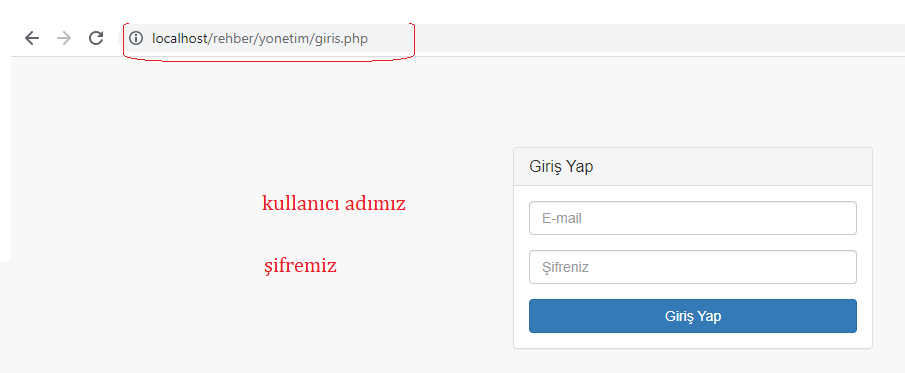 localhost/rehber/yonetim/giris.php
Giriş Yap
kullanıcı adımız
E-mail
şifremiz
Şifreniz
Giriş Yap